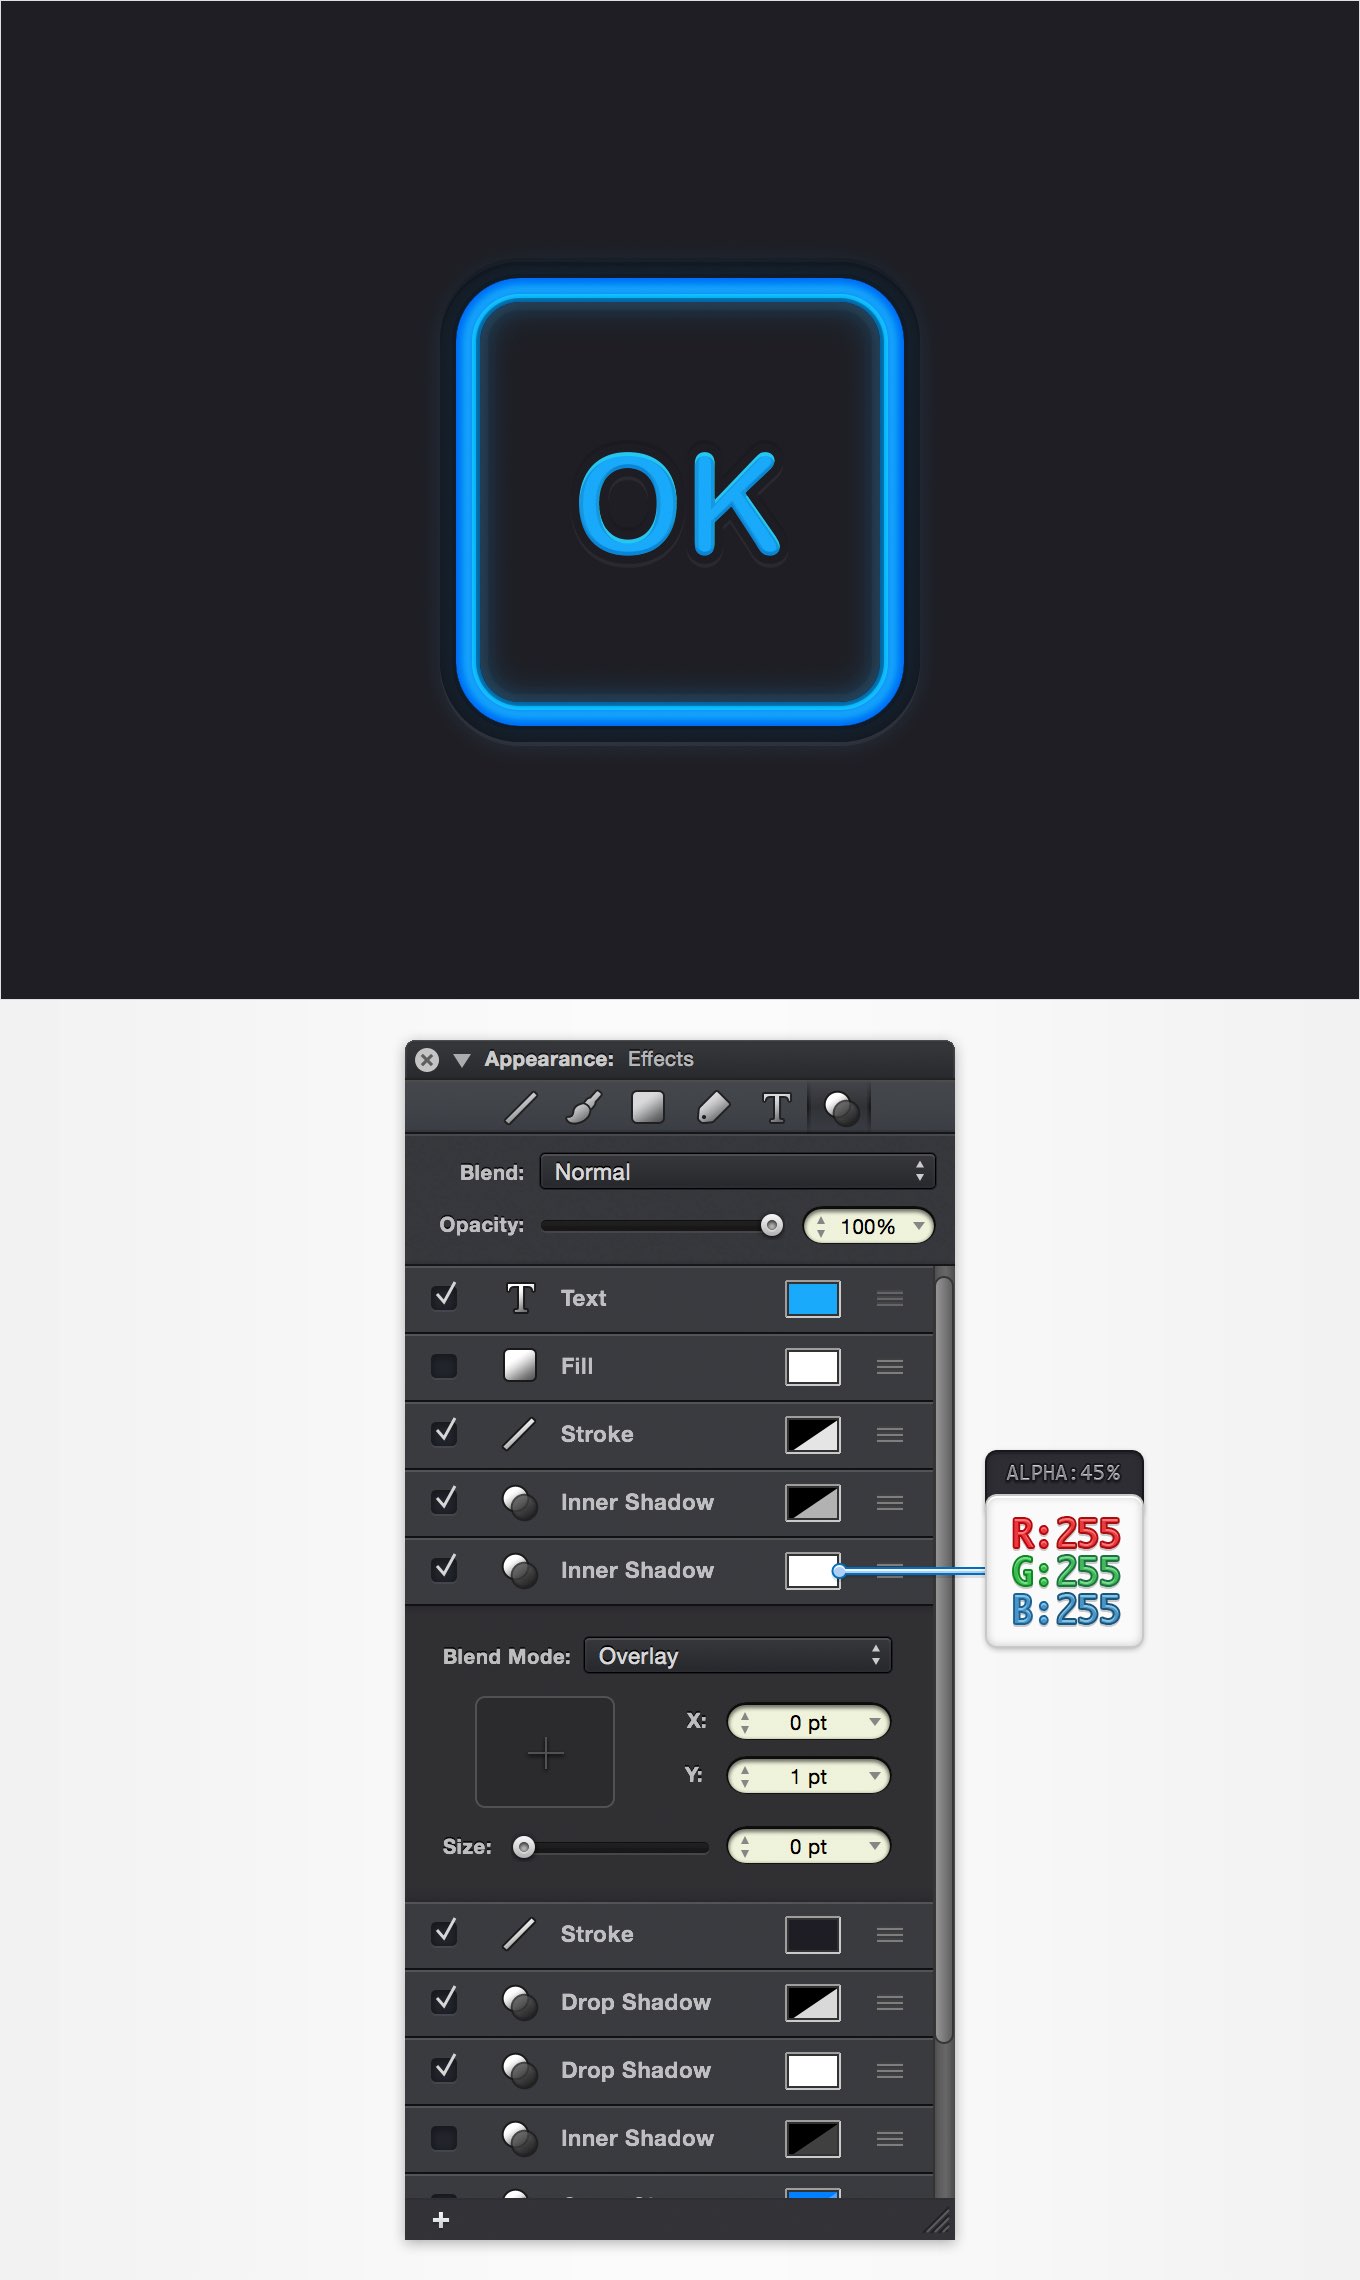 OK
Appearance: Effects
T
Blend: Normal
Opacity: 100%
T Text
Fill
Stroke
ALPHA:45%
Inner Shadow
R:255
Inner Shadow
G:255
B:255
Blend Mode: Overlay
X: 0 pt
Y: 1 pt
Size: 0 pt
Stroke
Drop Shadow
Drop Shadow
Inner Shadow